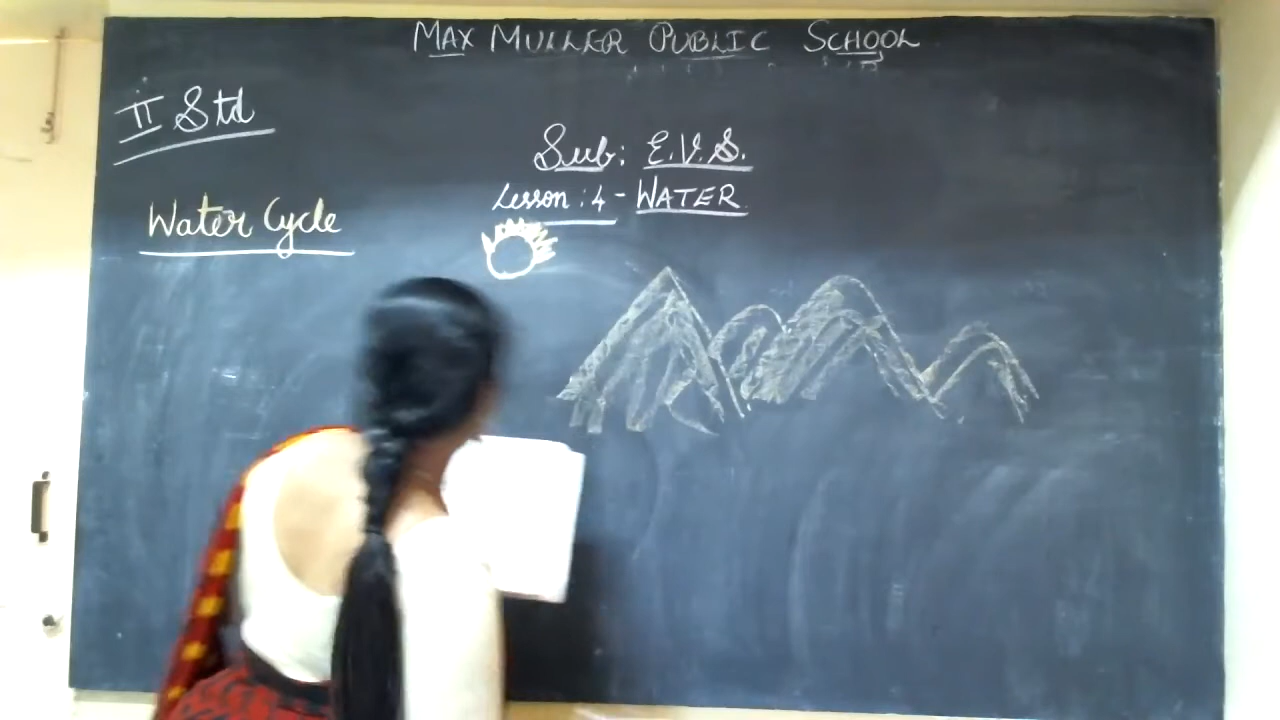 MAX MULLER PUBLIC SCHOOL
II Std
Sub: E.V.S.
Lesson: 4 - WATER
Water Cycle